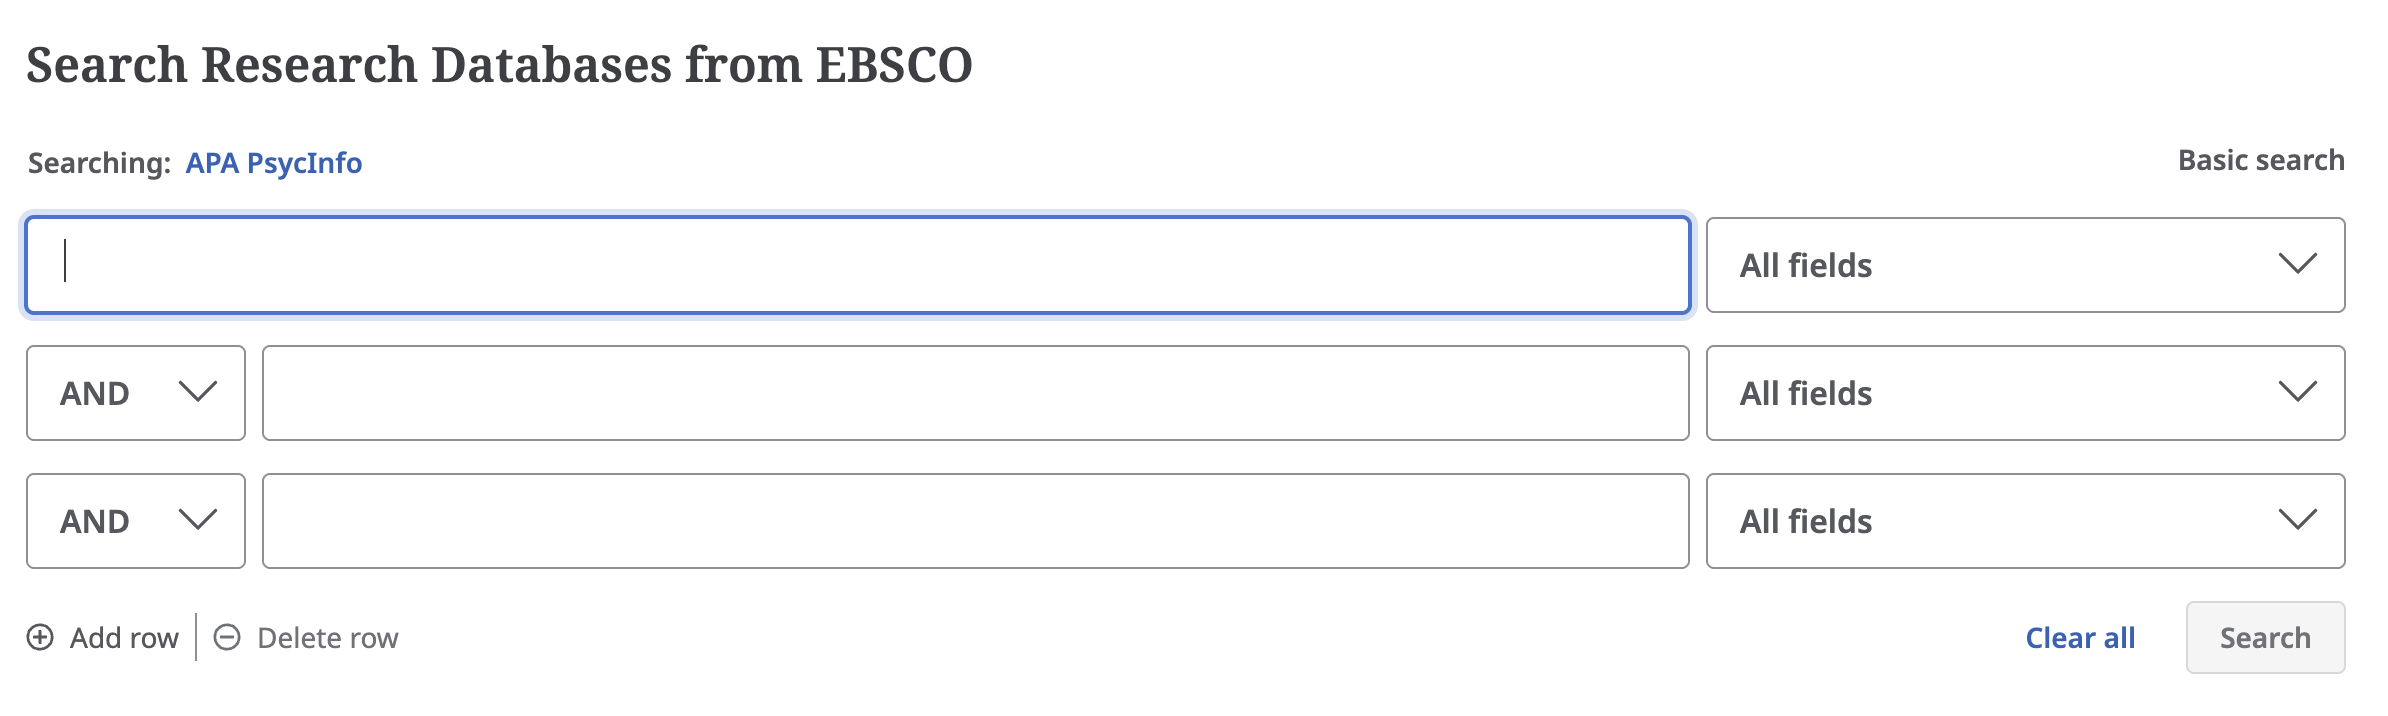 Search Research Databases from EBSCO
Searching: APA PsycInfo
Basic search
All fields
AND
All fields
AND
All fields
Add row
Delete row
Clear all
Search